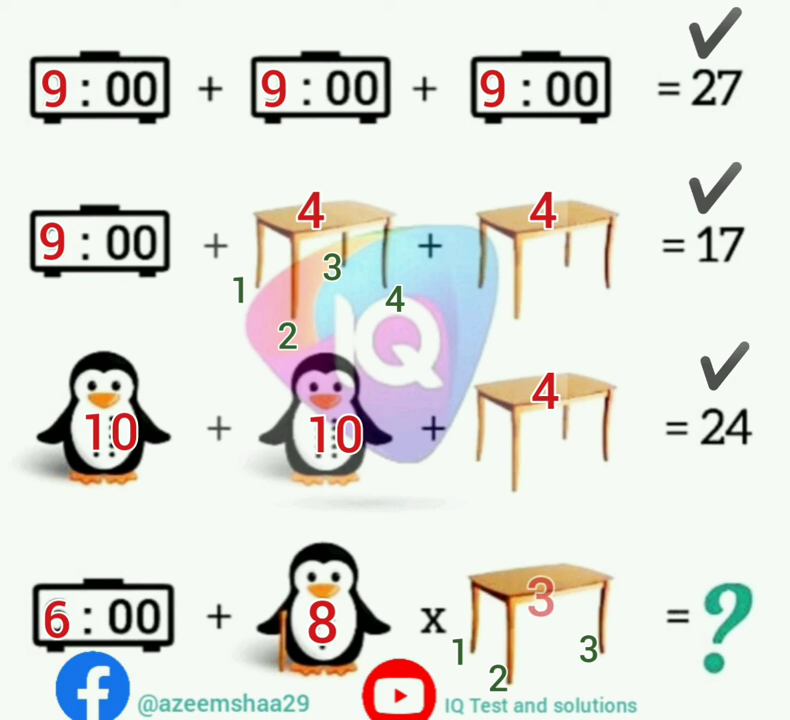 9 : 00 + 9 : 00 + 9 : 00 = 27
9 : 00 + 4 + 4 = 17
1 2 3 4
IQ
10 + 10 + 4 = 24
6 : 00 + 8 x 3 = ?
1 2 3
@azeemshaa29 IQ Test and solutions